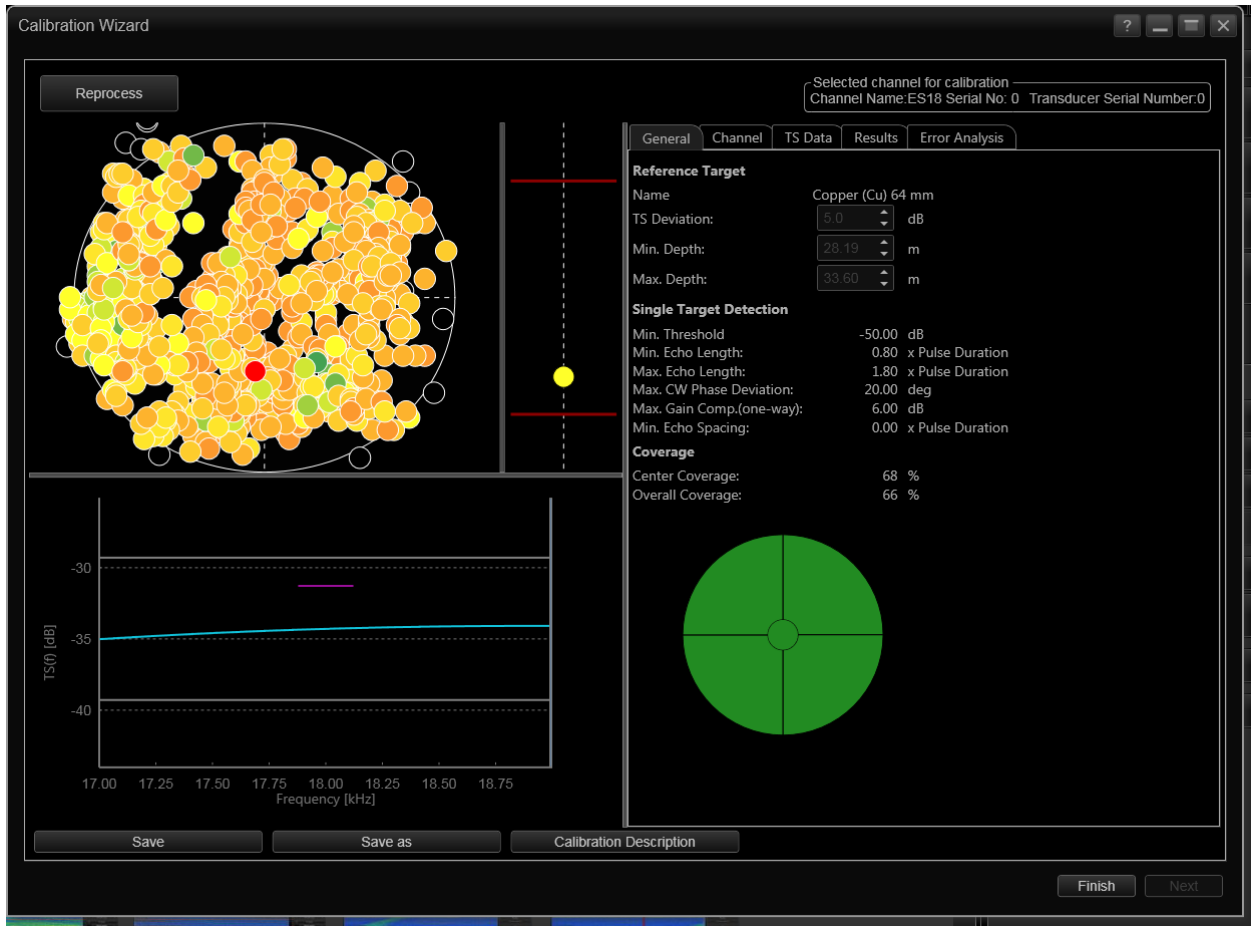 Calibration Wizard
?
Reprocess
Selected channel for calibration
Channel Name:ES18 Serial No: 0 Transducer Serial Number:0
General Channel TS Data Results Error Analysis
Reference Target
Name Copper (Cu) 64 mm
TS Deviation: 5.0 dB
Min. Depth: 28.19 m
Max. Depth: 33.60 m
Single Target Detection
Min. Threshold -50.00 dB
Min. Echo Length: 0.80 x Pulse Duration
Max. Echo Length: 1.80 x Pulse Duration
Max. CW Phase Deviation: 20.00 deg
Max. Gain Comp.(one-way): 6.00 dB
Min. Echo Spacing: 0.00 x Pulse Duration
Coverage
Center Coverage: 68 %
Overall Coverage: 66 %
-30
-35
-40
TS(f) [dB]
17.00 17.25 17.50 17.75 18.00 18.25 18.50 18.75
Frequency [kHz]
Save Save as Calibration Description
Finish Next